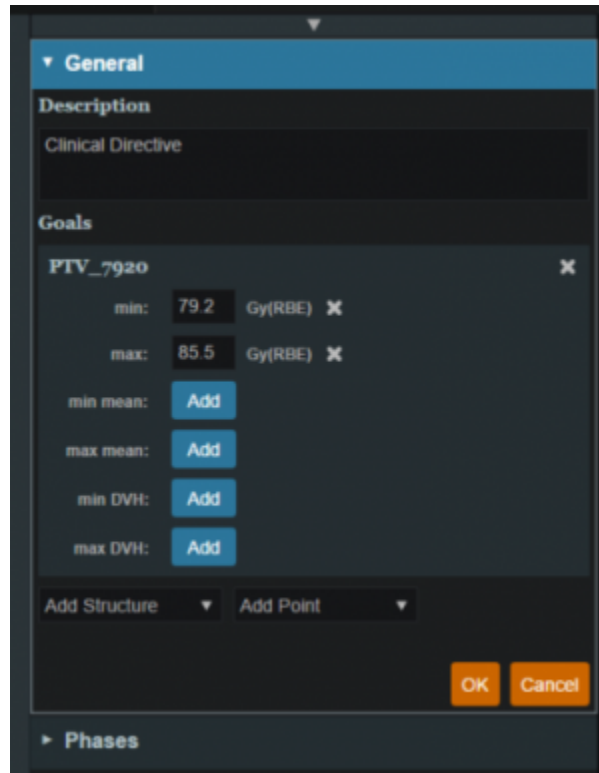 General
Description
Clinical Directive
Goals
PTV_7920
min: 79.2 Gy(RBE)
max: 85.5 Gy(RBE)
min mean: Add
max mean: Add
min DVH: Add
max DVH: Add
Add Structure Add Point
OK Cancel
Phases